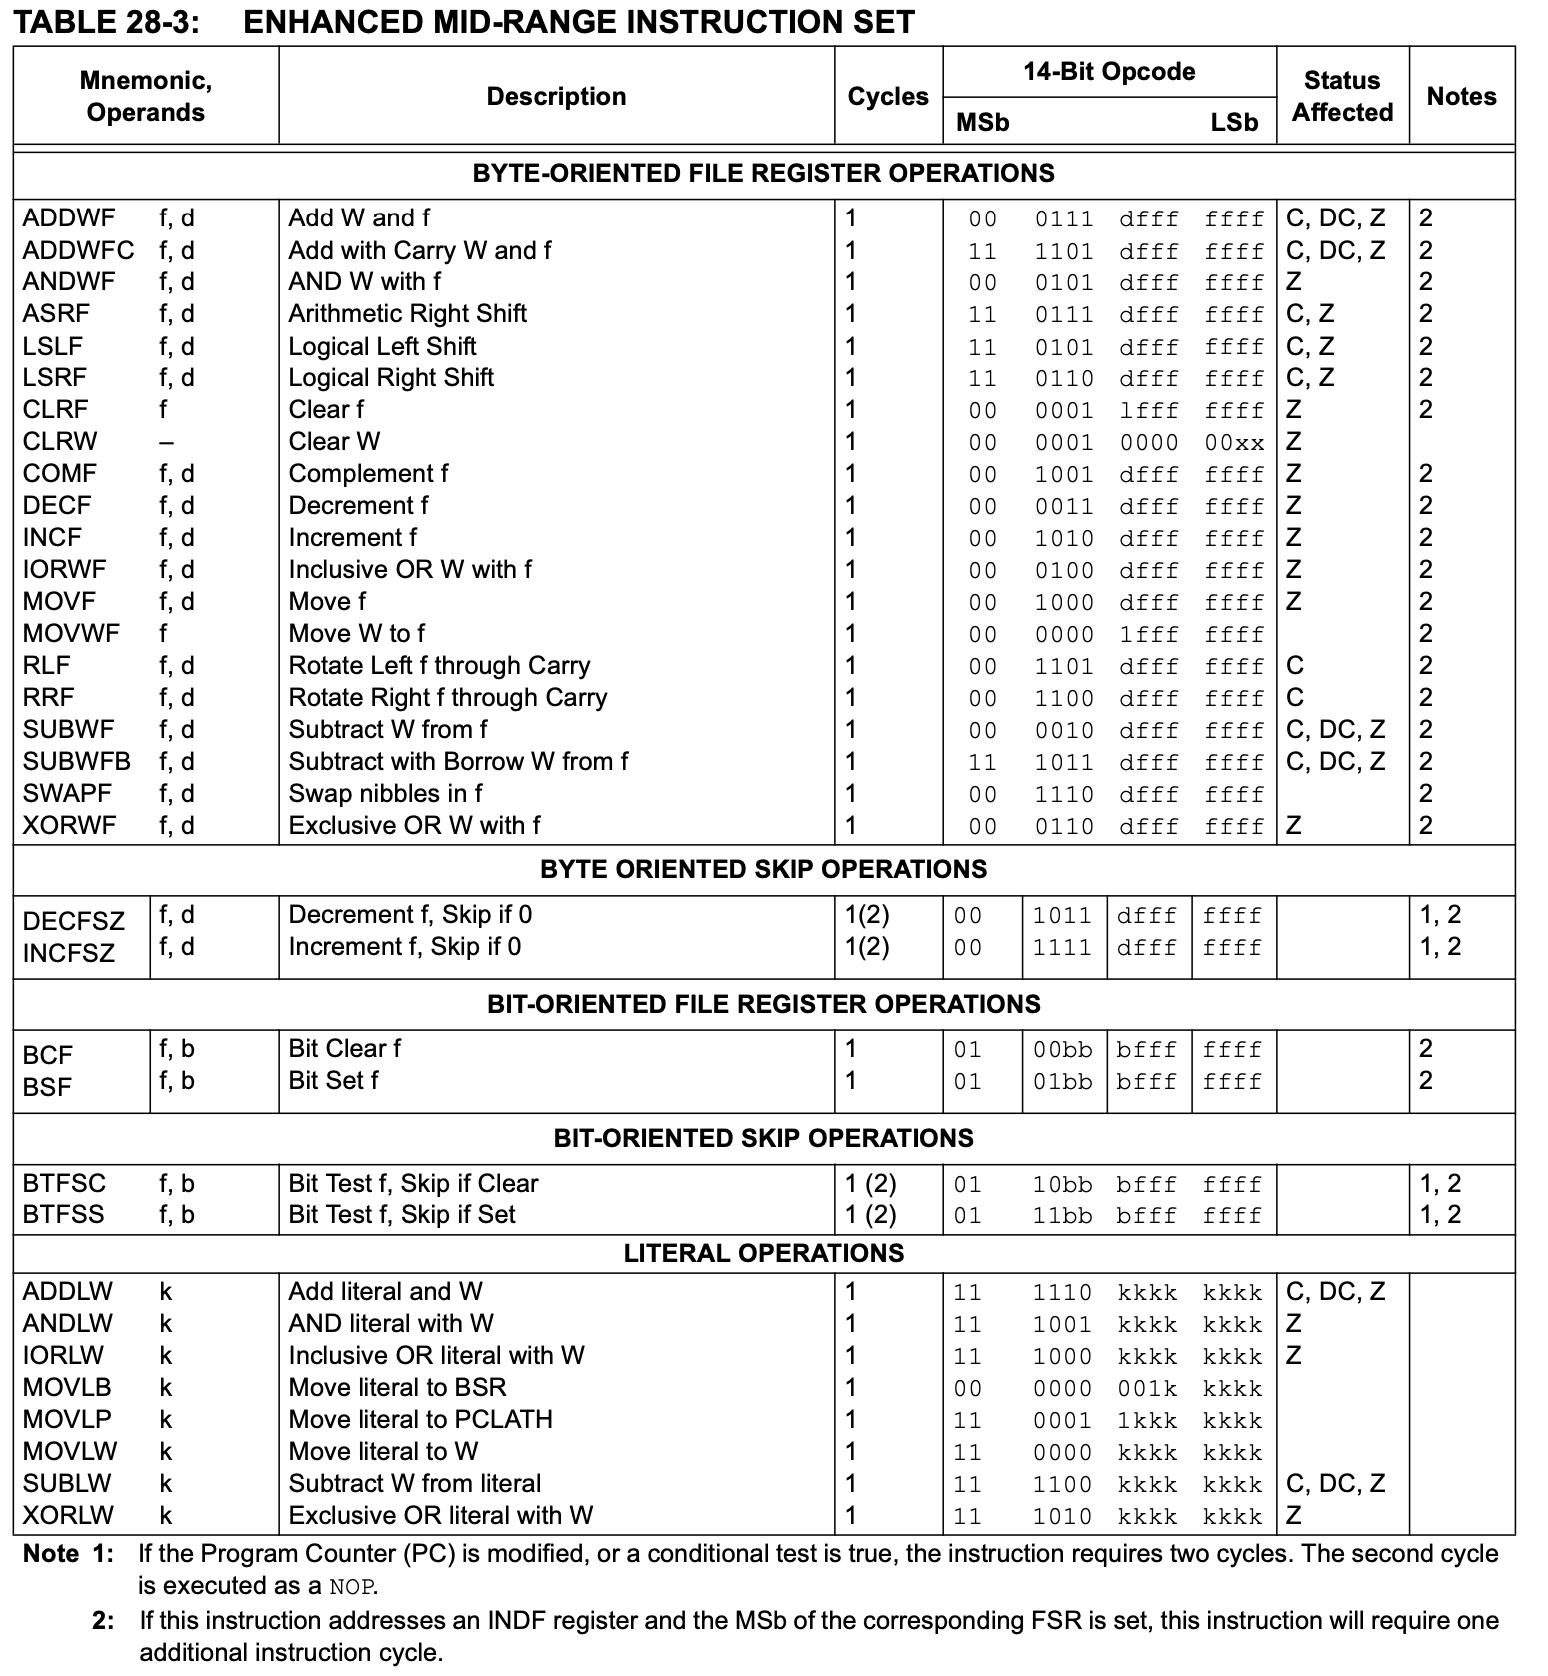 TABLE 28-3: ENHANCED MID-RANGE INSTRUCTION SET
Mnemonic, Operands Description Cycles 14-Bit Opcode Status Affected Notes
MSb LSb
BYTE-ORIENTED FILE REGISTER OPERATIONS
ADDWF f, d Add W and f 1 00 0111 dfff ffff C, DC, Z 2
ADDWFC f, d Add with Carry W and f 1 11 1101 dfff ffff C, DC, Z 2
ANDWF f, d AND W with f 1 00 0101 dfff ffff Z 2
ASRF f, d Arithmetic Right Shift 1 11 0111 dfff ffff C, Z 2
LSLF f, d Logical Left Shift 1 11 0101 dfff ffff C, Z 2
LSRF f, d Logical Right Shift 1 11 0110 dfff ffff C, Z 2
CLRF f Clear f 1 00 0001 lfff ffff Z 2
CLRW – Clear W 1 00 0001 0000 00xx Z
COMF f, d Complement f 1 00 1001 dfff ffff Z 2
DECF f, d Decrement f 1 00 0011 dfff ffff Z 2
INCF f, d Increment f 1 00 1010 dfff ffff Z 2
IORWF f, d Inclusive OR W with f 1 00 0100 dfff ffff Z 2
MOVF f, d Move f 1 00 1000 dfff ffff Z 2
MOVWF f Move W to f 1 00 0000 1fff ffff 2
RLF f, d Rotate Left f through Carry 1 00 1101 dfff ffff C 2
RRF f, d Rotate Right f through Carry 1 00 1100 dfff ffff C 2
SUBWF f, d Subtract W from f 1 00 0010 dfff ffff C, DC, Z 2
SUBWFB f, d Subtract with Borrow W from f 1 11 1011 dfff ffff C, DC, Z 2
SWAPF f, d Swap nibbles in f 1 00 1110 dfff ffff 2
XORWF f, d Exclusive OR W with f 1 00 0110 dfff ffff Z 2
BYTE ORIENTED SKIP OPERATIONS
DECFSZ f, d Decrement f, Skip if 0 1(2) 00 1011 dfff ffff 1, 2
INCFSZ f, d Increment f, Skip if 0 1(2) 00 1111 dfff ffff 1, 2
BIT-ORIENTED FILE REGISTER OPERATIONS
BCF f, b Bit Clear f 1 01 00bb bfff ffff 2
BSF f, b Bit Set f 1 01 01bb bfff ffff 2
BIT-ORIENTED SKIP OPERATIONS
BTFSC f, b Bit Test f, Skip if Clear 1 (2) 01 10bb bfff ffff 1, 2
BTFSS f, b Bit Test f, Skip if Set 1 (2) 01 11bb bfff ffff 1, 2
LITERAL OPERATIONS
ADDLW k Add literal and W 1 11 1110 kkkk kkkk C, DC, Z
ANDLW k AND literal with W 1 11 1001 kkkk kkkk Z
IORLW k Inclusive OR literal with W 1 11 1000 kkkk kkkk Z
MOVLB k Move literal to BSR 1 00 0000 001k kkkk
MOVLP k Move literal to PCLATH 1 11 0001 1kkk kkkk
MOVLW k Move literal to W 1 11 0000 kkkk kkkk
SUBLW k Subtract W from literal 1 11 1100 kkkk kkkk C, DC, Z
XORLW k Exclusive OR literal with W 1 11 1010 kkkk kkkk Z
Note 1: If the Program Counter (PC) is modified, or a conditional test is true, the instruction requires two cycles. The second cycle
is executed as a NOP.
2: If this instruction addresses an INDF register and the MSb of the corresponding FSR is set, this instruction will require one
additional instruction cycle.